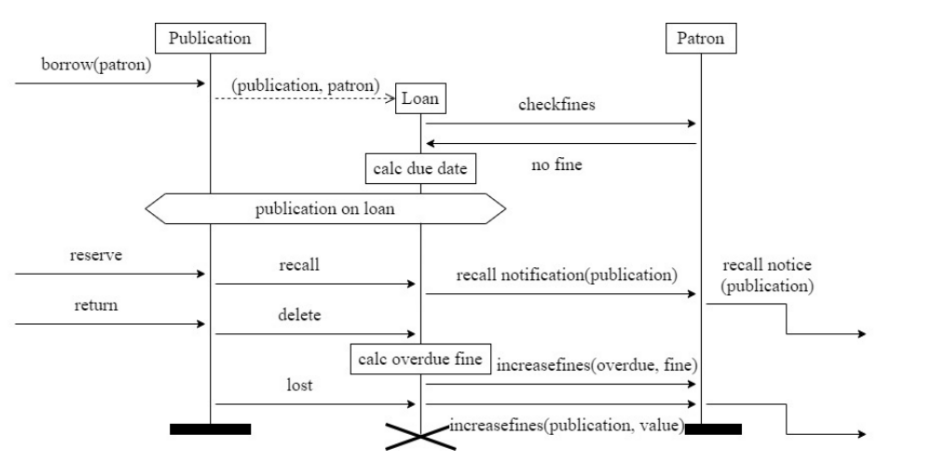 Publication
Patron
borrow(patron)
(publication, patron)
Loan
checkfines
no fine
calc due date
publication on loan
reserve
recall
recall notification(publication)
recall notice
(publication)
return
delete
calc overdue fine
increasefines(overdue, fine)
lost
increasefines(publication, value)